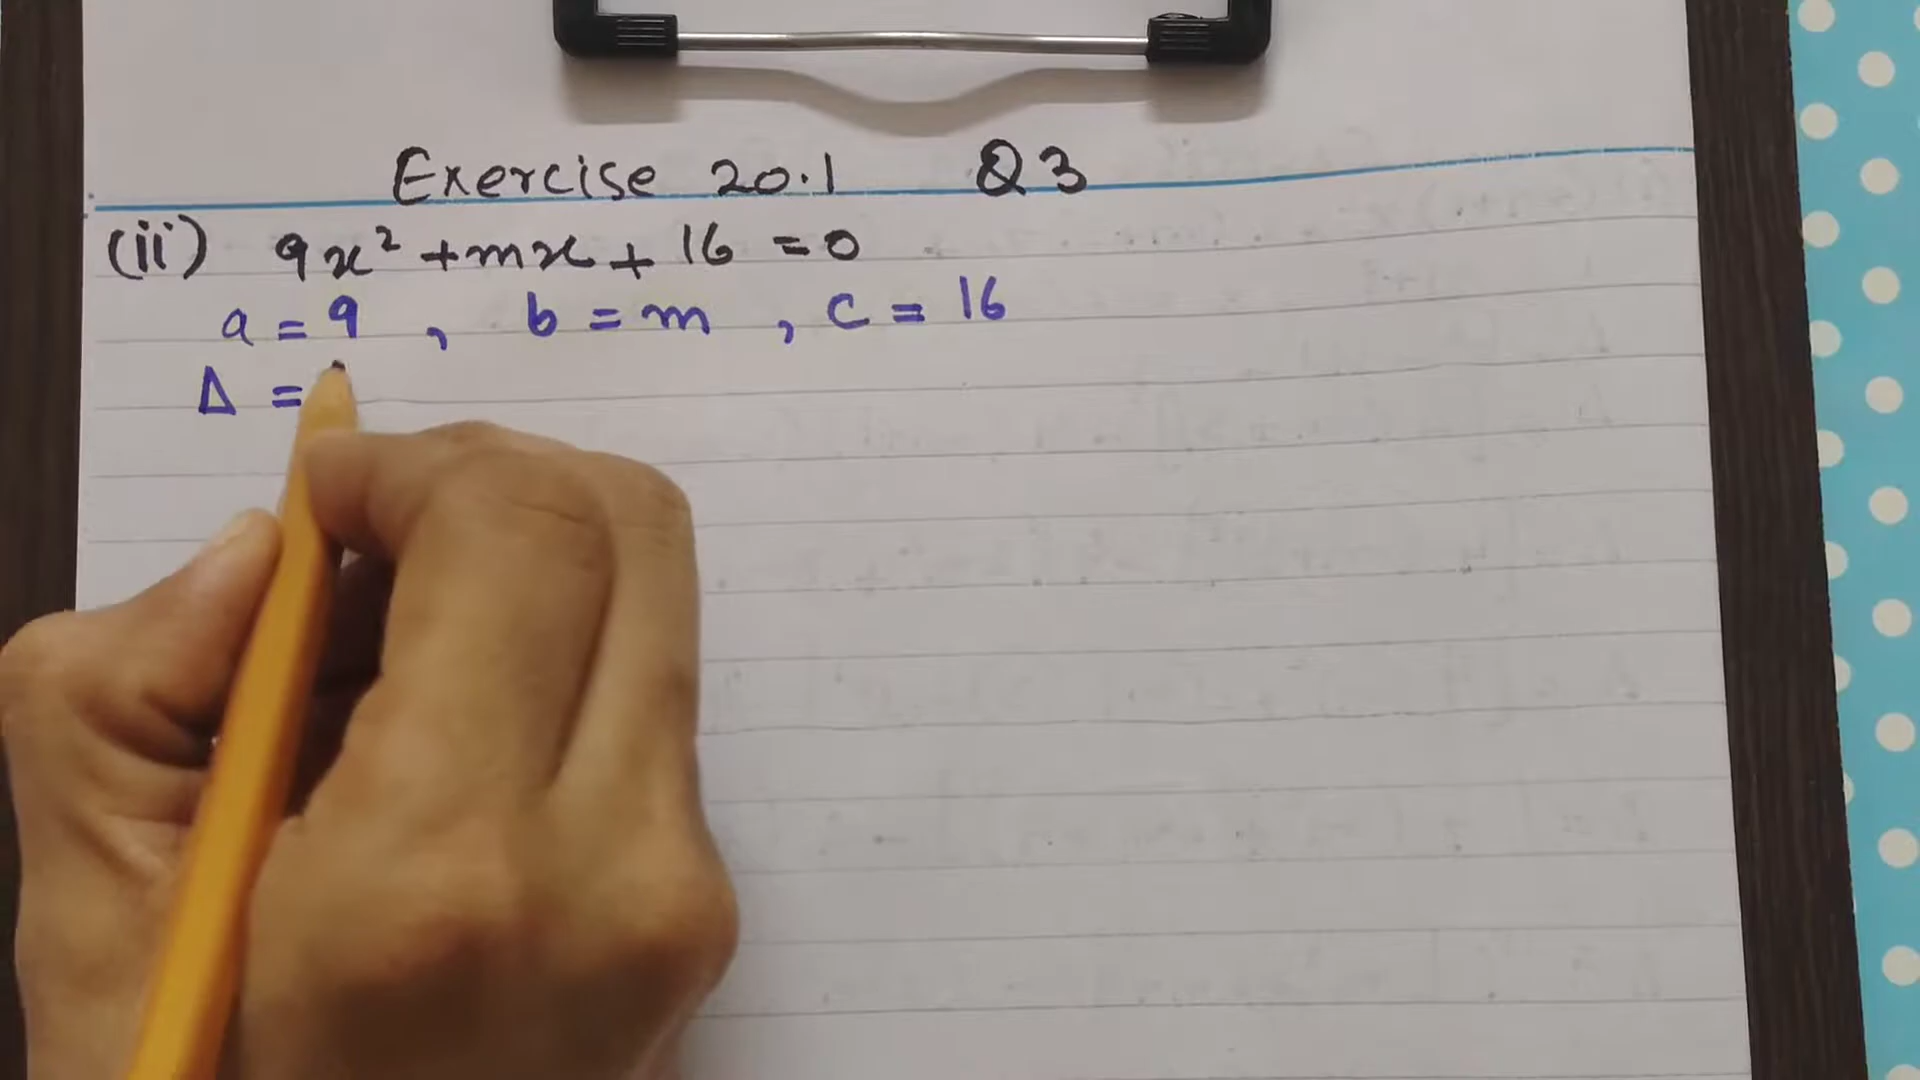 Exercise 20.1 Q3
(ii) 9x² + mx + 16 = 0
a = 9 , b = m , c = 16
Δ =